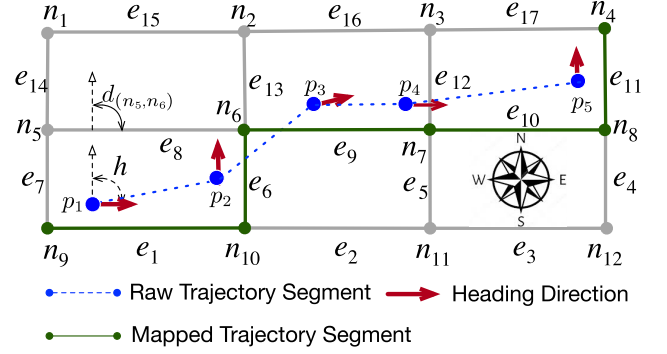 n1 e15 n2 e16 n3 e17 n4
e14 d(n5,n6) e13 p3 p4 e12 p5 e11
n5 e8 n6 e9 n7 e10 n8
e7 h p1 p2 e6 e5 N W E S e4
n9 e1 n10 e2 n11 e3 n12
Raw Trajectory Segment Heading Direction
Mapped Trajectory Segment